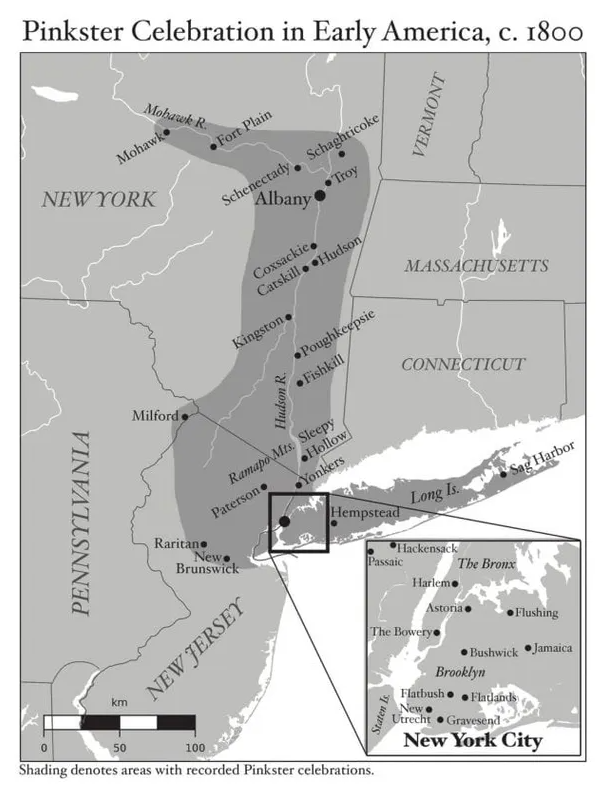 Pinkster Celebration in Early America, c. 1800
Mohawk R.
Mohawk
Fort Plain
Schaghticoke
VERMONT
Schenectady
Troy
NEW YORK
Albany
Coxsackie
Hudson
Catskill
MASSACHUSETTS
Kingston
Poughkeepsie
Fishkill
CONNECTICUT
Hudson R.
Milford
Sleepy
Hollow
Ramapo Mts.
Yonkers
Paterson
Sag Harbor
Long Is.
Hempstead
PENNSYLVANIA
Raritan
New
Brunswick
NEW JERSEY
Hackensack
Passaic
The Bronx
Harlem
Astoria
Flushing
The Bowery
Bushwick
Jamaica
Brooklyn
Flatbush
Flatlands
Staten Is.
New
Utrecht
Gravesend
New York City
km
0 50 100
Shading denotes areas with recorded Pinkster celebrations.